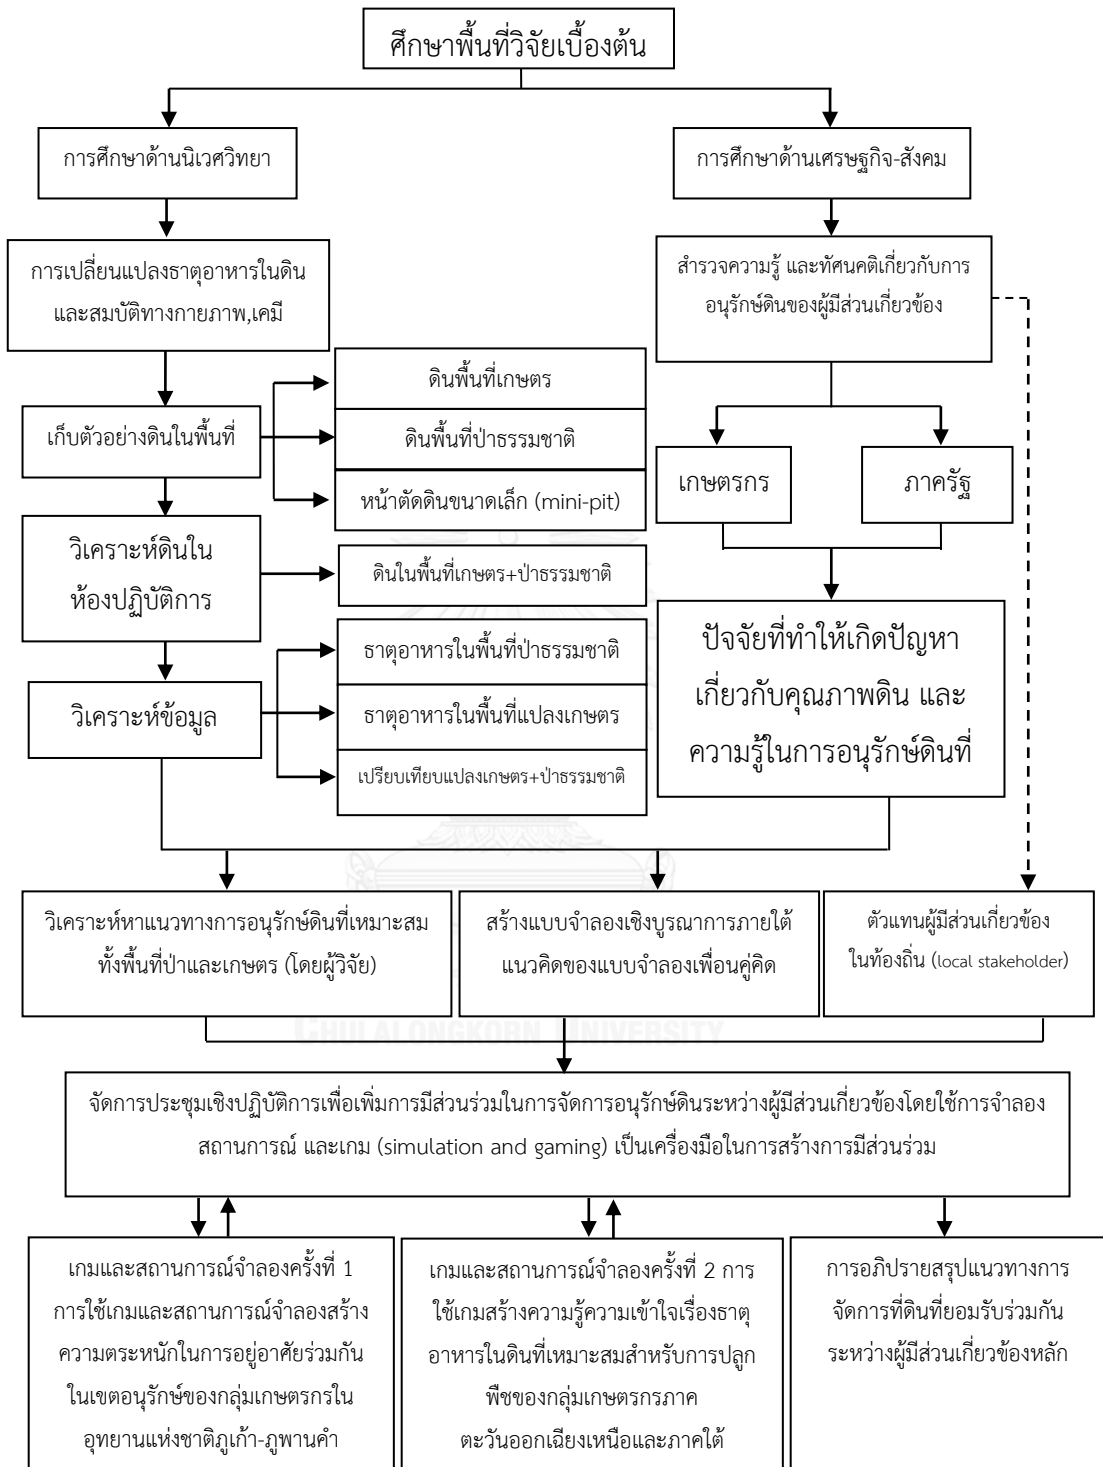 ศึกษาพื้นที่วิจัยเบื้องต้น
การศึกษาด้านนิเวศวิทยา
การศึกษาด้านเศรษฐกิจ-สังคม
การเปลี่ยนแปลงธาตุอาหารในดิน
และสมบัติทางกายภาพ,เคมี
สำรวจความรู้ และทัศนคติเกี่ยวกับการ
อนุรักษ์ดินของผู้มีส่วนเกี่ยวข้อง
เก็บตัวอย่างดินในพื้นที่
ดินพื้นที่เกษตร
ดินพื้นที่ป่าธรรมชาติ
หน้าตัดดินขนาดเล็ก (mini-pit)
เกษตรกร
ภาครัฐ
วิเคราะห์ดินใน
ห้องปฏิบัติการ
ดินในพื้นที่เกษตร+ป่าธรรมชาติ
วิเคราะห์ข้อมูล
ธาตุอาหารในพื้นที่ป่าธรรมชาติ
ธาตุอาหารในพื้นที่แปลงเกษตร
เปรียบเทียบแปลงเกษตร+ป่าธรรมชาติ
ปัจจัยที่ทำให้เกิดปัญหา
เกี่ยวกับคุณภาพดิน และ
ความรู้ในการอนุรักษ์ดินที่
วิเคราะห์หาแนวทางการอนุรักษ์ดินที่เหมาะสม
ทั้งพื้นที่ป่าและเกษตร (โดยผู้วิจัย)
สร้างแบบจำลองเชิงบูรณาการภายใต้
แนวคิดของแบบจำลองเพื่อนคู่คิด
ตัวแทนผู้มีส่วนเกี่ยวข้อง
ในท้องถิ่น (local stakeholder)
CHULALONGKORN UNIVERSITY
จัดการประชุมเชิงปฏิบัติการเพื่อเพิ่มการมีส่วนร่วมในการจัดการอนุรักษ์ดินระหว่างผู้มีส่วนเกี่ยวข้องโดยใช้การจำลอง
สถานการณ์ และเกม (simulation and gaming) เป็นเครื่องมือในการสร้างการมีส่วนร่วม
เกมและสถานการณ์จำลองครั้งที่ 1
การใช้เกมและสถานการณ์จำลองสร้าง
ความตระหนักในการอยู่อาศัยร่วมกัน
ในเขตอนุรักษ์ของกลุ่มเกษตรกรใน
อุทยานแห่งชาติภูเก้า-ภูพานคำ
เกมและสถานการณ์จำลองครั้งที่ 2 การ
ใช้เกมสร้างความรู้ความเข้าใจเรื่องธาตุ
อาหารในดินที่เหมาะสมสำหรับการปลูก
พืชของกลุ่มเกษตรกรภาค
ตะวันออกเฉียงเหนือและภาคใต้
การอภิปรายสรุปแนวทางการ
จัดการที่ดินที่ยอมรับร่วมกัน
ระหว่างผู้มีส่วนเกี่ยวข้องหลัก